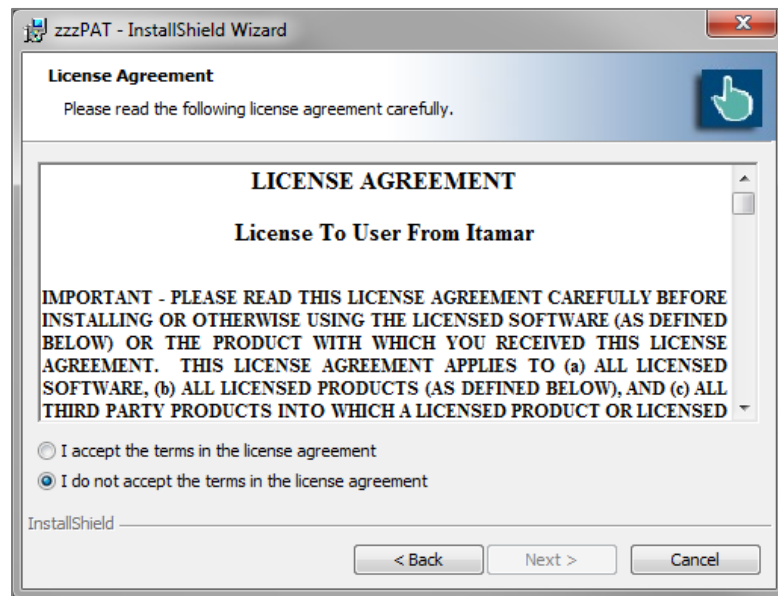 zzzPAT - InstallShield Wizard
License Agreement
Please read the following license agreement carefully.
LICENSE AGREEMENT
License To User From Itamar
IMPORTANT - PLEASE READ THIS LICENSE AGREEMENT CAREFULLY BEFORE
INSTALLING OR OTHERWISE USING THE LICENSED SOFTWARE (AS DEFINED
BELOW) OR THE PRODUCT WITH WHICH YOU RECEIVED THIS LICENSE
AGREEMENT. THIS LICENSE AGREEMENT APPLIES TO (a) ALL LICENSED
SOFTWARE, (b) ALL LICENSED PRODUCTS (AS DEFINED BELOW), AND (c) ALL
THIRD PARTY PRODUCTS INTO WHICH A LICENSED PRODUCT OR LICENSED
I accept the terms in the license agreement
I do not accept the terms in the license agreement
InstallShield
< Back
Next >
Cancel